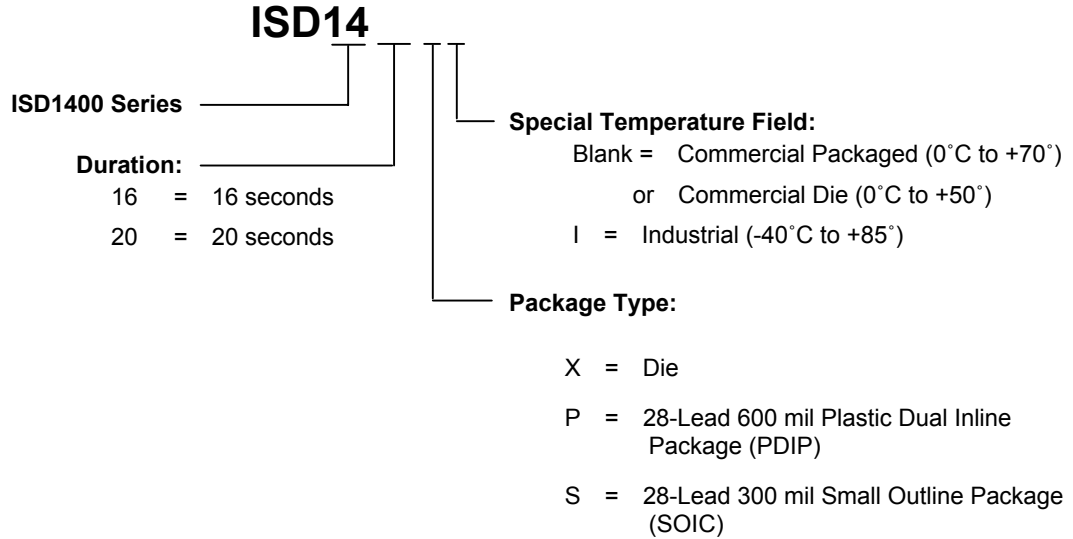 ISD14
ISD1400 Series
Duration:
16 = 16 seconds
20 = 20 seconds
Special Temperature Field:
Blank = Commercial Packaged (0˚C to +70˚)
or Commercial Die (0˚C to +50˚)
I = Industrial (-40˚C to +85˚)
Package Type:
X = Die
P = 28-Lead 600 mil Plastic Dual Inline
Package (PDIP)
S = 28-Lead 300 mil Small Outline Package
(SOIC)